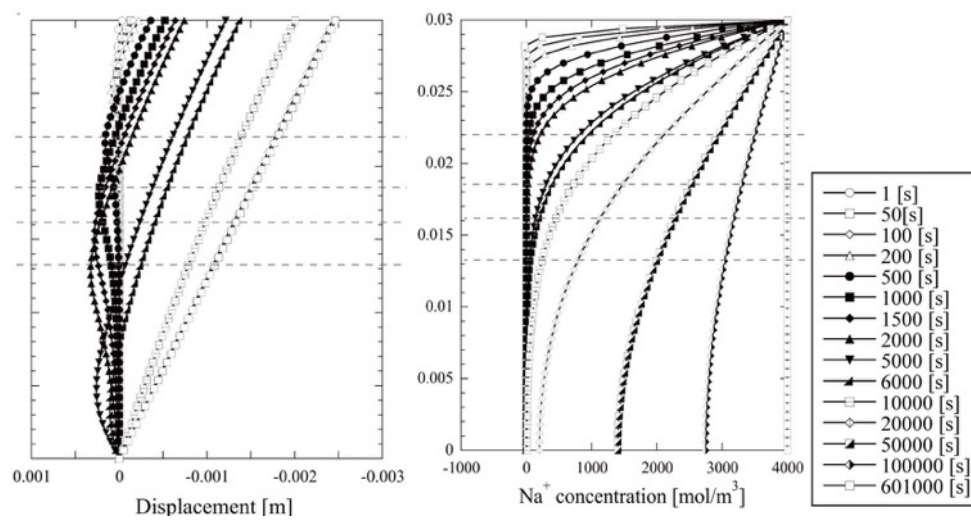 0.001 0 -0.001 -0.002 -0.003
Displacement [m]
0.03
0.025
0.02
0.015
0.01
0.005
0
-1000 0 1000 2000 3000 4000
Na⁺ concentration [mol/m³]
1 [s]
50[s]
100 [s]
200 [s]
500 [s]
1000 [s]
1500 [s]
2000 [s]
5000 [s]
6000 [s]
10000 [s]
20000 [s]
50000 [s]
100000 [s]
601000 [s]